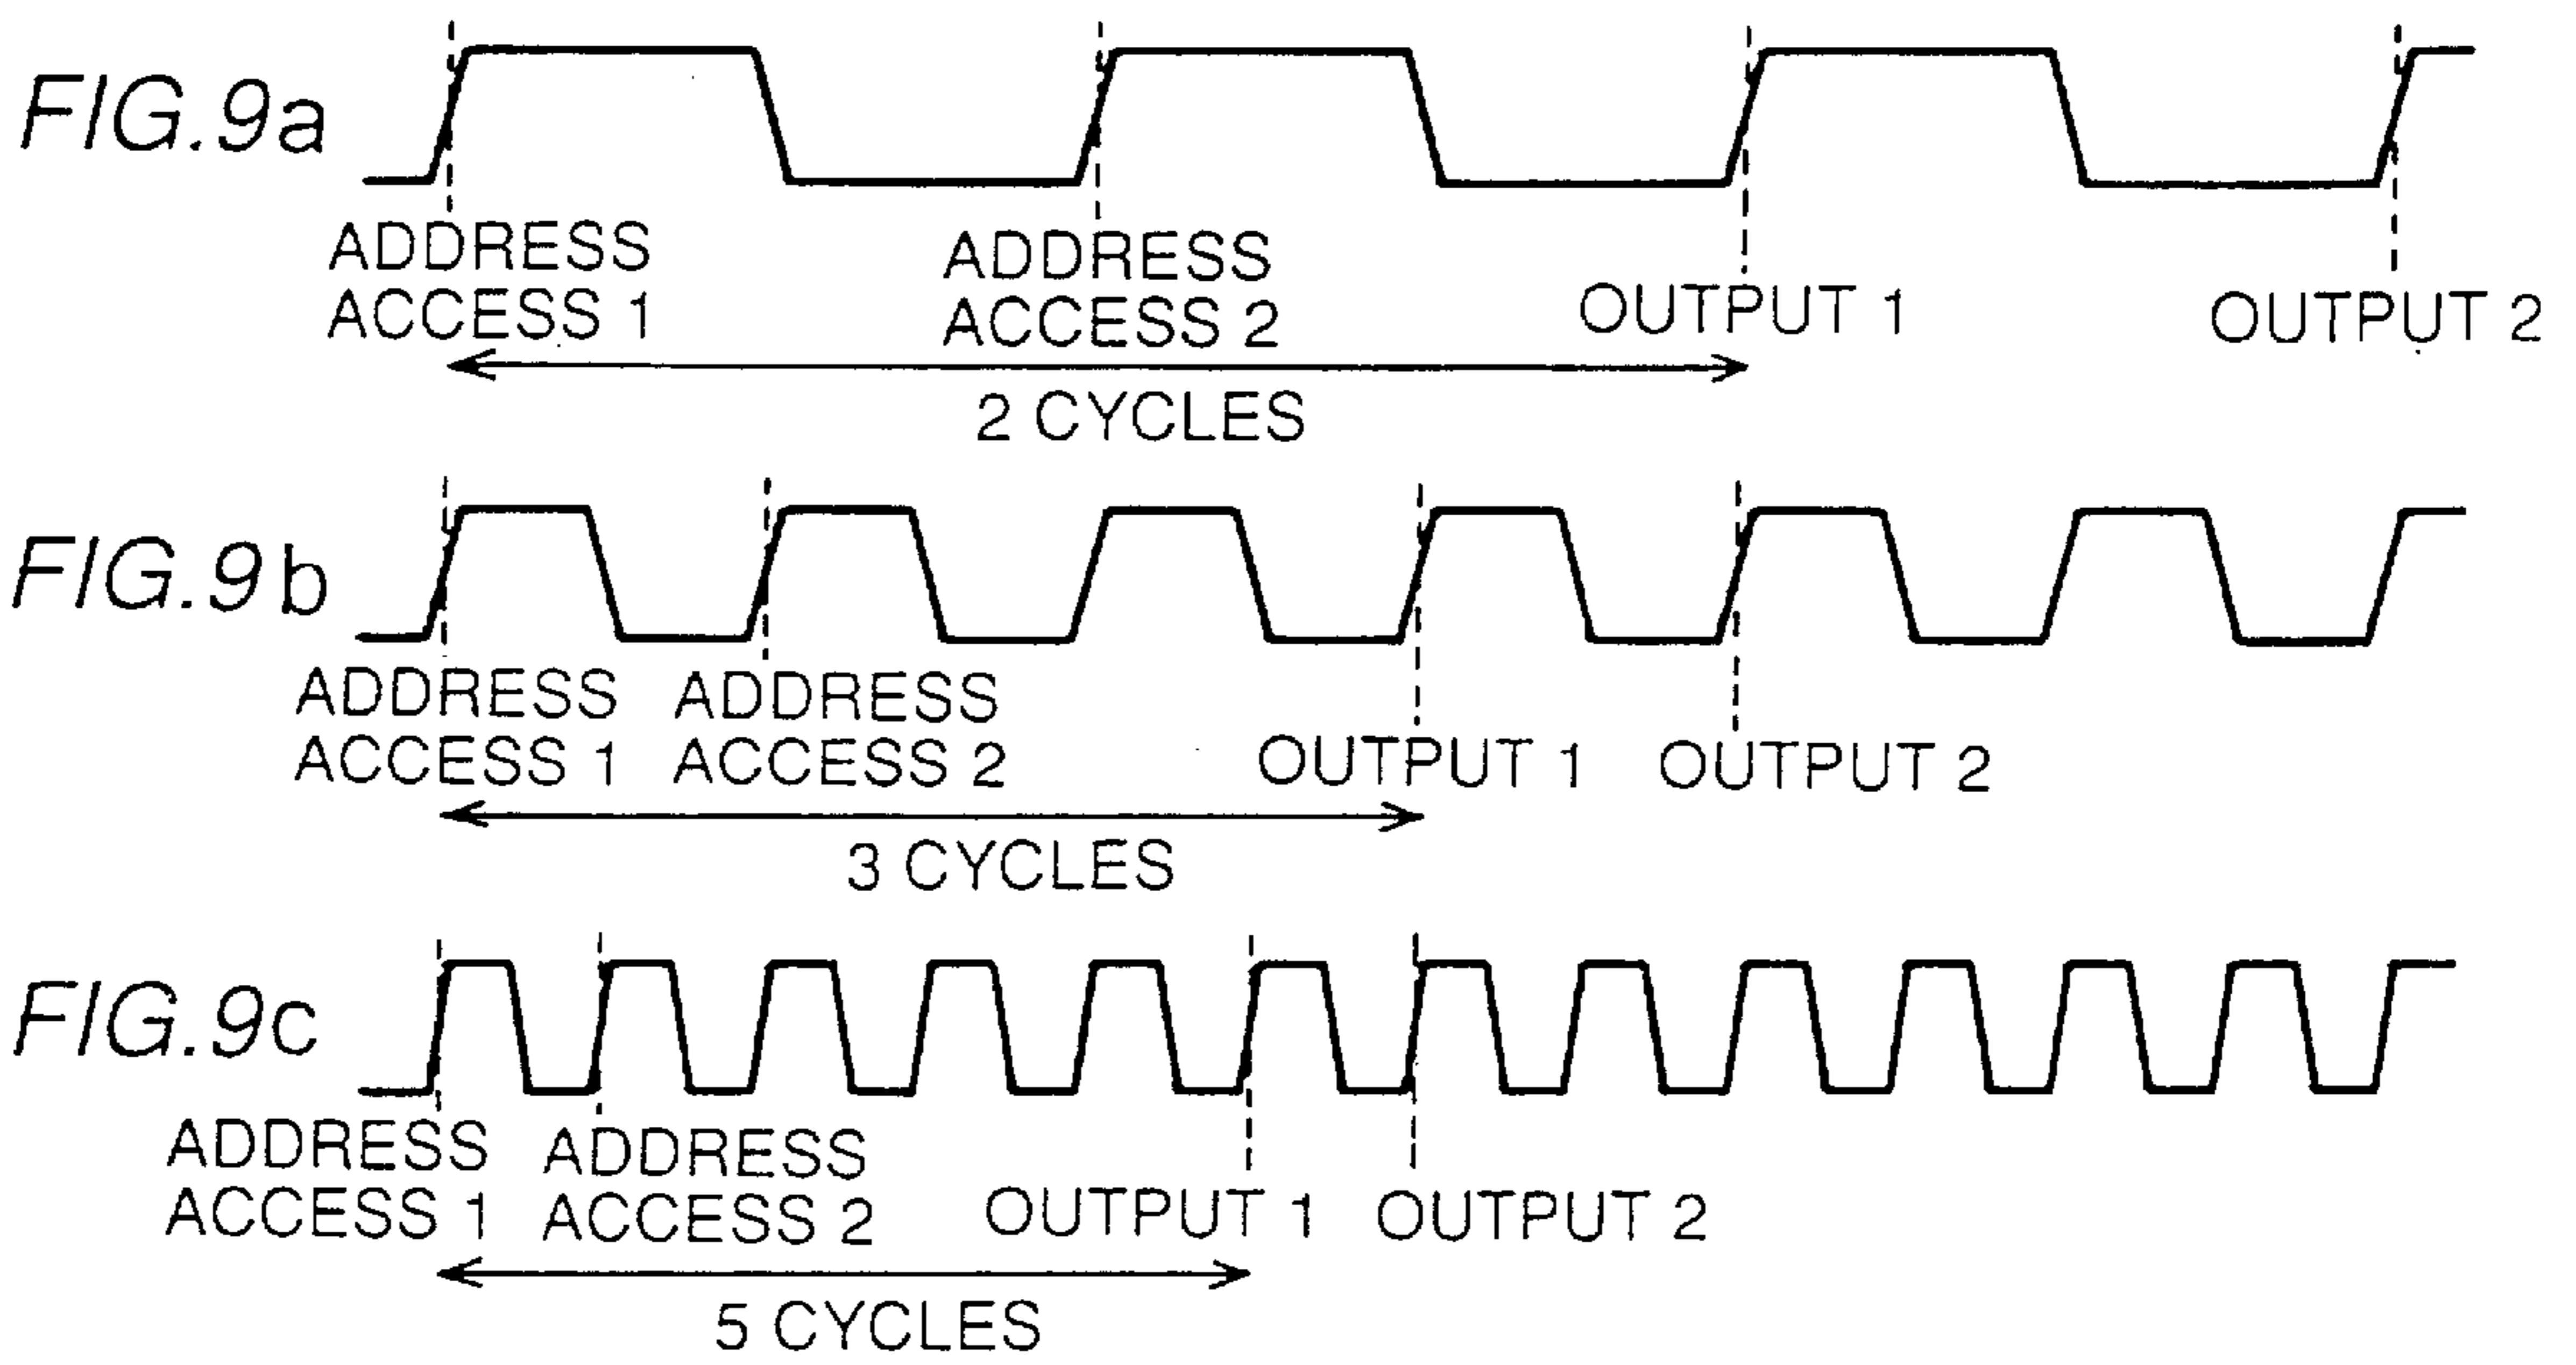 FIG.9a
ADDRESS
ACCESS 1
ADDRESS
ACCESS 2
OUTPUT 1
OUTPUT 2
2 CYCLES
FIG.9b
ADDRESS
ACCESS 1
ADDRESS
ACCESS 2
OUTPUT 1
OUTPUT 2
3 CYCLES
FIG.9c
ADDRESS
ACCESS 1
ADDRESS
ACCESS 2
OUTPUT 1
OUTPUT 2
5 CYCLES